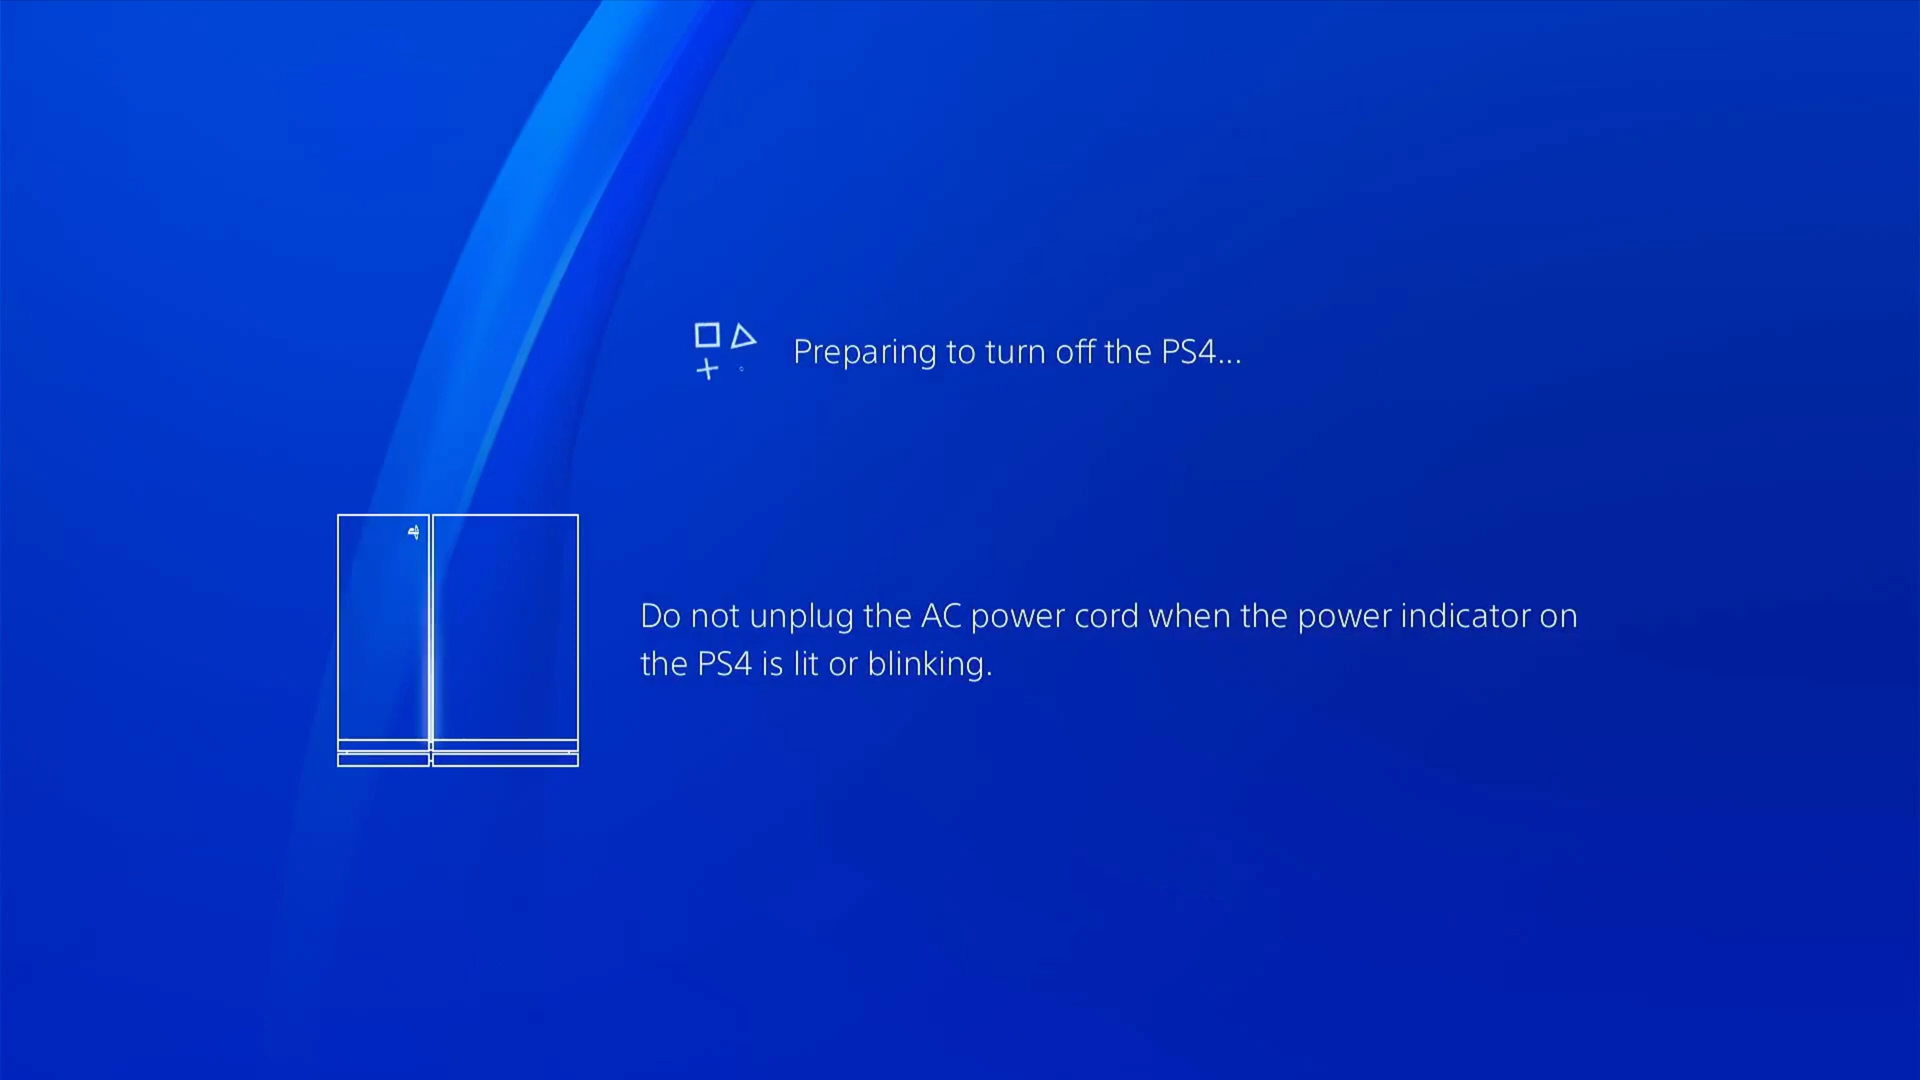 Preparing to turn off the PS4...
Do not unplug the AC power cord when the power indicator on
the PS4 is lit or blinking.